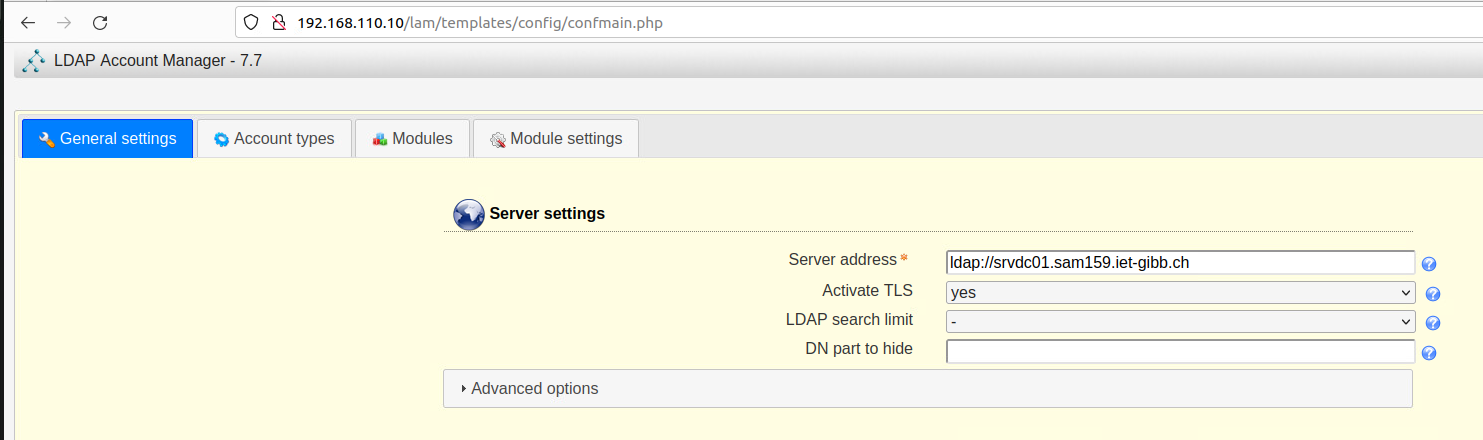 192.168.110.10/lam/templates/config/confmain.php
LDAP Account Manager - 7.7
General settings Account types Modules Module settings
Server settings
Server address* ldap://srvdc01.sam159.iet-gibb.ch
Activate TLS yes
LDAP search limit -
DN part to hide
Advanced options